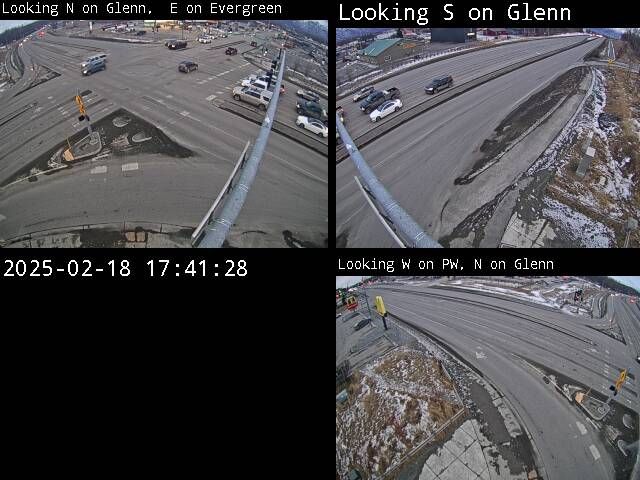 Looking N on Glenn,  E on Evergreen
Looking S on Glenn
2025-02-18 17:41:28
Looking W on PW, N on Glenn